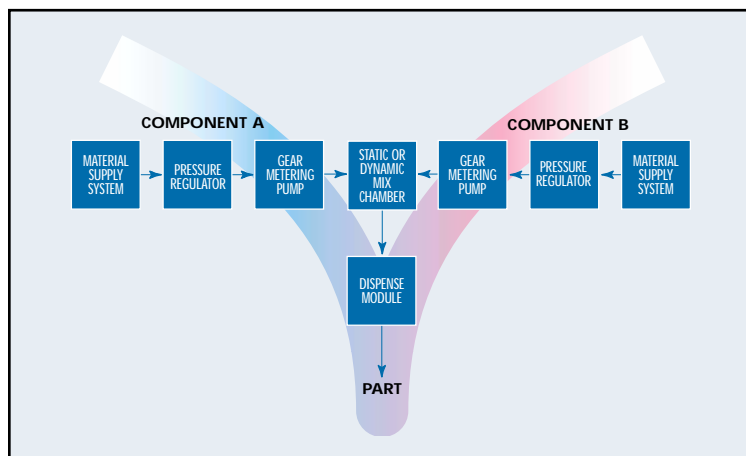 COMPONENT A
COMPONENT B
MATERIAL
SUPPLY
SYSTEM
PRESSURE
REGULATOR
GEAR
METERING
PUMP
STATIC OR
DYNAMIC
MIX
CHAMBER
GEAR
METERING
PUMP
PRESSURE
REGULATOR
MATERIAL
SUPPLY
SYSTEM
DISPENSE
MODULE
PART